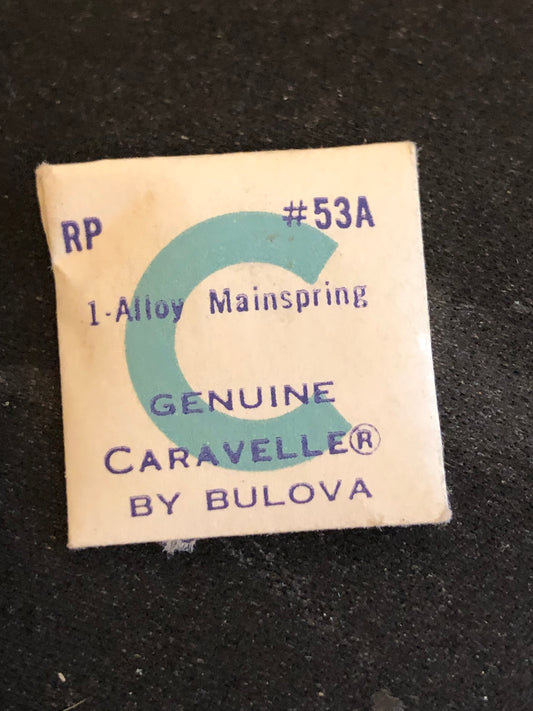 RP #53A
1-Alloy Mainspring
GENUINE
CARAVELLE®
BY BULOVA